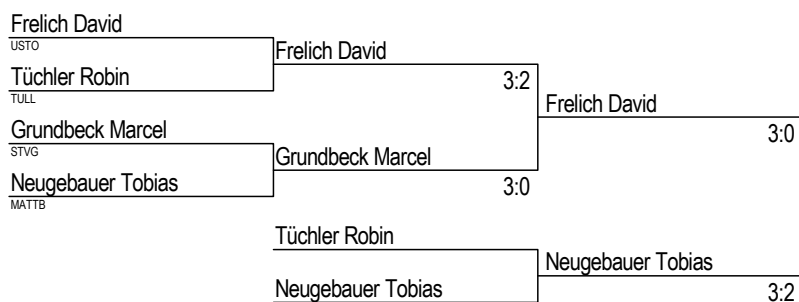 Frelich David
USTO
Frelich David
Tüchler Robin
3:2
TULL
Frelich David
Grundbeck Marcel
3:0
STVG
Grundbeck Marcel
Neugebauer Tobias
3:0
MATTB
Tüchler Robin
Neugebauer Tobias
Neugebauer Tobias
3:2